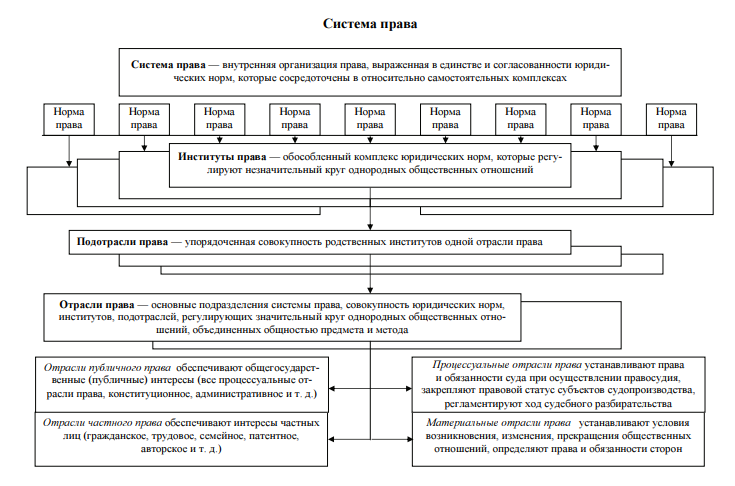 Система права
Система права — внутренняя организация права, выраженная в единстве и согласованности юриди-
ческих норм, которые сосредоточены в относительно самостоятельных комплексах
Норма Норма Норма Норма Норма Норма Норма Норма Норма
права права права права права права права права права
Институты права — обособленный комплекс юридических норм, которые регу-
лируют незначительный круг однородных общественных отношений
Подотрасли права — упорядоченная совокупность родственных институтов одной отрасли права
Отрасли права — основные подразделения системы права, совокупность юридических норм,
институтов, подотраслей, регулирующих значительный круг однородных общественных отно-
шений, объединенных общностью предмета и метода
Отрасли публичного права обеспечивают общегосударст-
венные (публичные) интересы (все процессуальные от-
расли права, конституционное, административное и т. д.)
Процессуальные отрасли права устанавливают права
и обязанности суда при осуществлении правосудия,
закрепляют правовой статус субъектов судопроизводства,
регламентируют ход судебного разбирательства
Отрасли частного права обеспечивают интересы частных
лиц (гражданское, трудовое, семейное, патентное,
авторское и т. д.)
Материальные отрасли права устанавливают условия
возникновения, изменения, прекращения общественных
отношений, определяют права и обязанности сторон